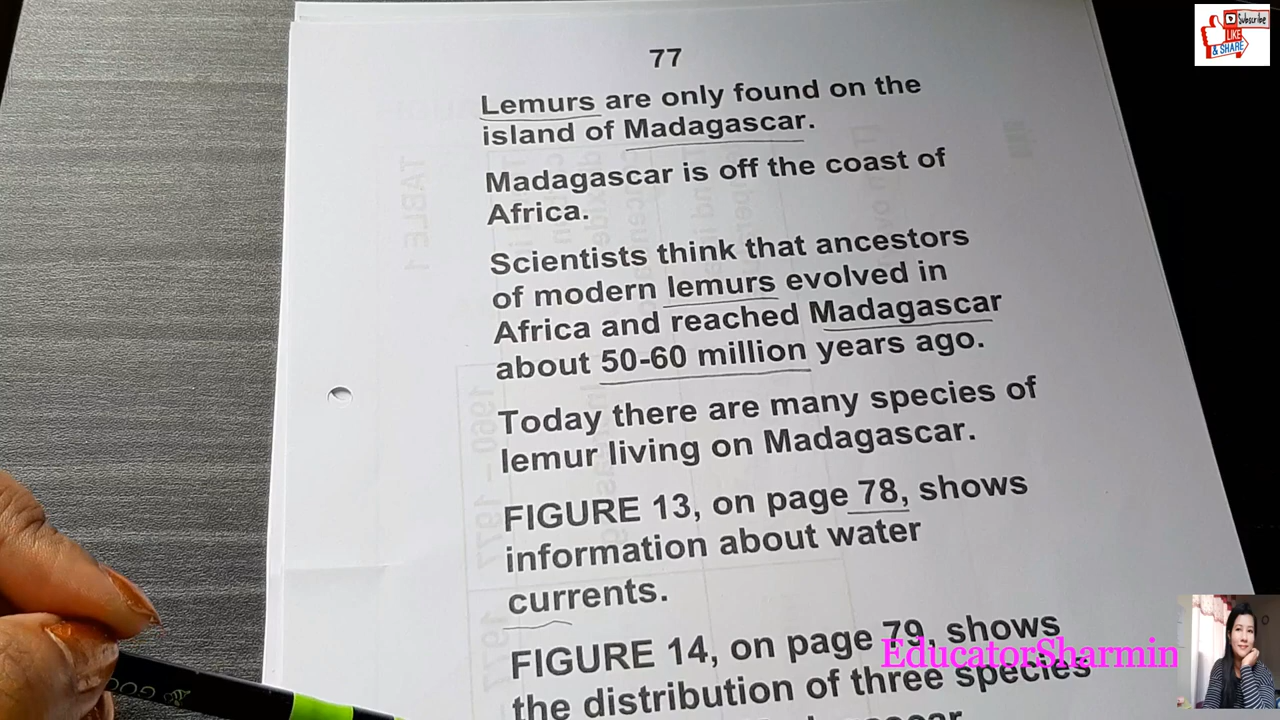 Subscribe
LIKE
& SHARE
77
Lemurs are only found on the
island of Madagascar.
Madagascar is off the coast of
Africa.
Scientists think that ancestors
of modern lemurs evolved in
Africa and reached Madagascar
about 50-60 million years ago.
Today there are many species of
lemur living on Madagascar.
FIGURE 13, on page 78, shows
information about water
currents.
FIGURE 14, on page 79, shows
the distribution of three species
EducatorSharmin